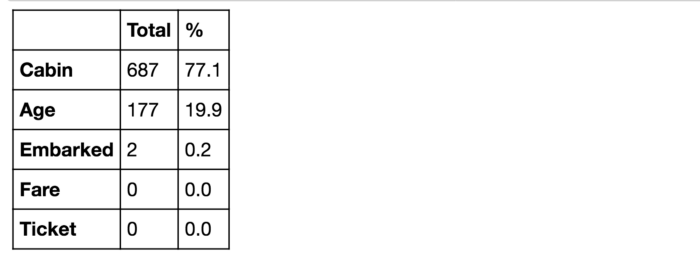 Total %
Cabin 687 77.1
Age 177 19.9
Embarked 2 0.2
Fare 0 0.0
Ticket 0 0.0